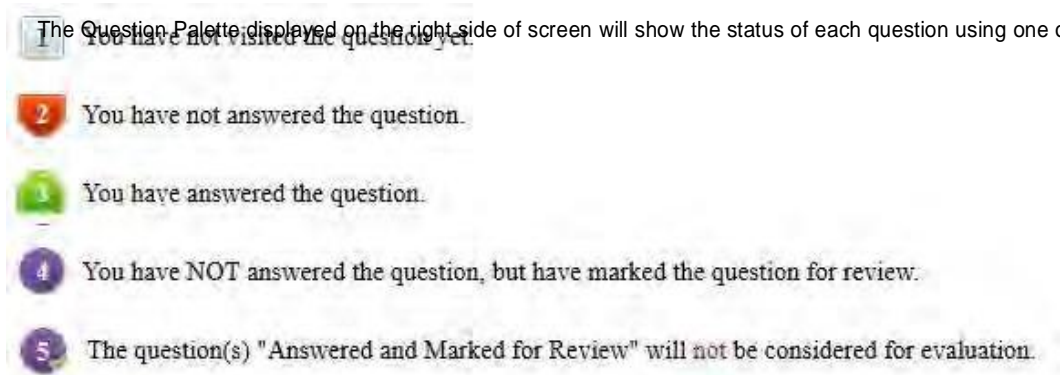 The Question Palette displayed on the right side of screen will show the status of each question using one
1 You have not visited the question yet.
2 You have not answered the question.
3 You have answered the question.
4 You have NOT answered the question, but have marked the question for review.
5 The question(s) "Answered and Marked for Review" will not be considered for evaluation.